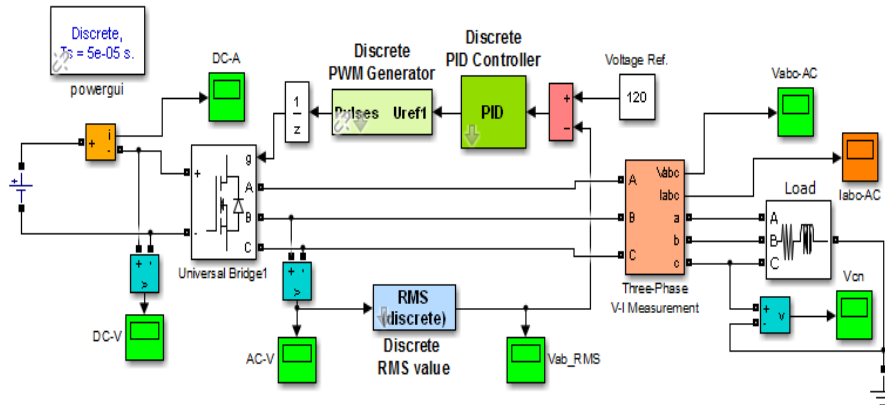 Discrete,
Ts = 5e-05 s.
powergui
DC-A
Discrete
PWM Generator
Discrete
PID Controller
Voltage Ref.
120
Vabc-AC
1
z
Pulses Uref1
PID
+
−
i
+
-
g
+
-
A
B
C
Universal Bridge1
A
B
C
Vabc
Iabc
a
b
c
Three-Phase
V-I Measurement
Iabc-AC
Load
A
B
C
Vcn
+
-
v
+
-
v
DC-V
+
-
v
AC-V
RMS
(discrete)
Discrete
RMS value
Vab_RMS